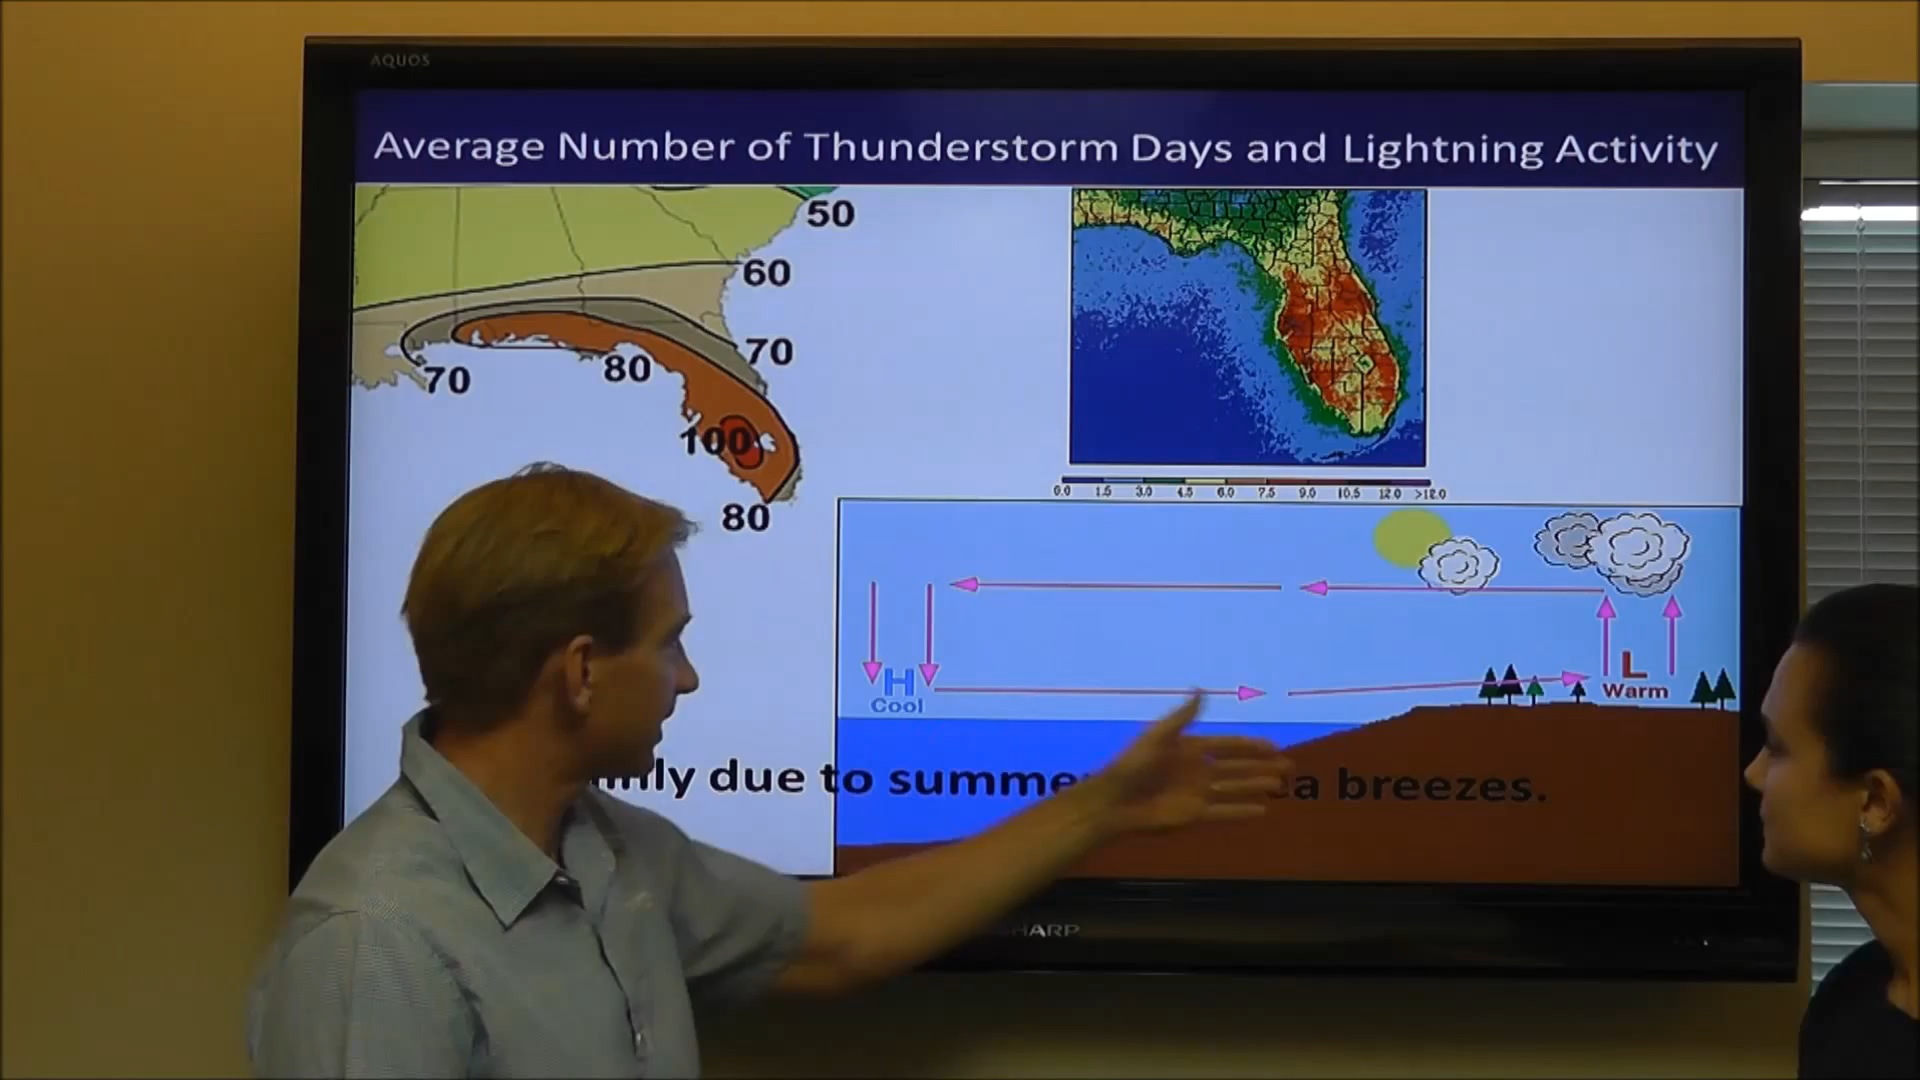 AQUOS
Average Number of Thunderstorm Days and Lightning Activity
50
60
70
70
80
100
80
0.0 1.5 3.0 4.5 6.0 7.5 9.0 10.5 12.0 >12.0
H
Cool
L
Warm
due to breezes.